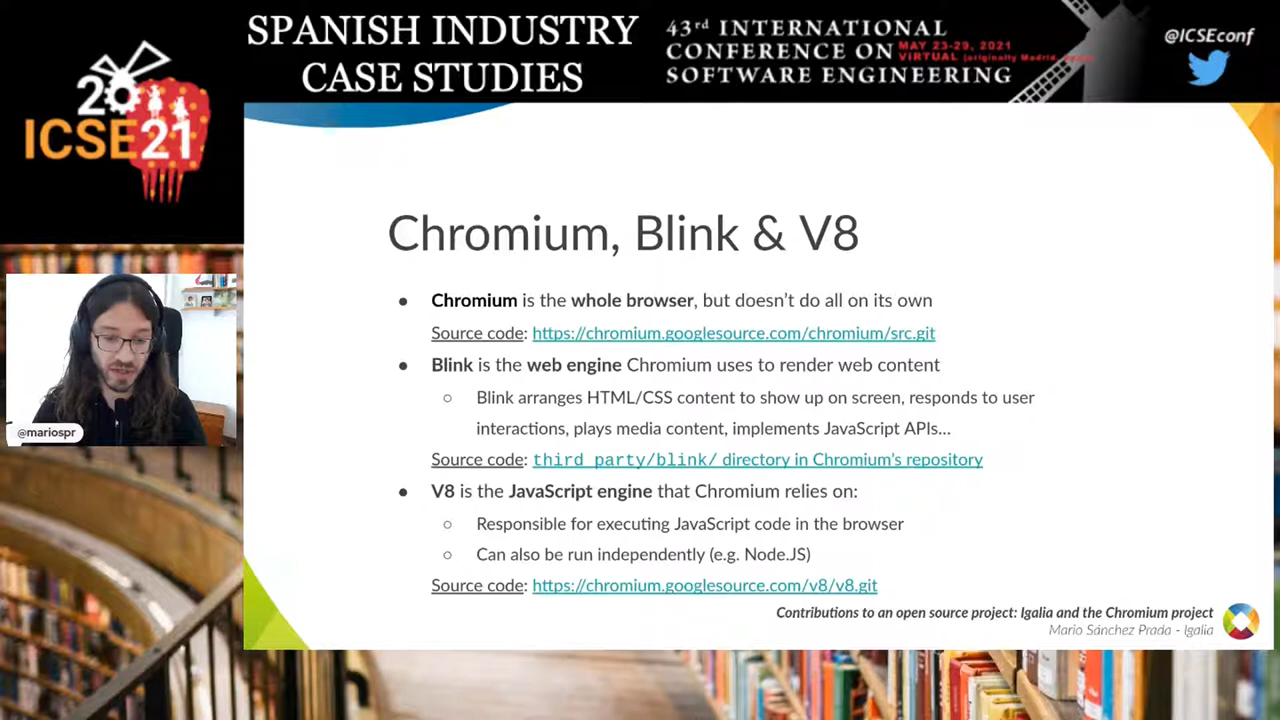 SPANISH INDUSTRY
CASE STUDIES
43rd INTERNATIONAL
CONFERENCE ON MAY 23-29, 2021
VIRTUAL (originally Madrid,
SOFTWARE ENGINEERING
@ICSEconf
20
ICSE21
Chromium, Blink & V8
● Chromium is the whole browser, but doesn't do all on its own
Source code: https://chromium.googlesource.com/chromium/src.git
● Blink is the web engine Chromium uses to render web content
○ Blink arranges HTML/CSS content to show up on screen, responds to user
interactions, plays media content, implements JavaScript APIs...
Source code: third_party/blink/ directory in Chromium's repository
● V8 is the JavaScript engine that Chromium relies on:
○ Responsible for executing JavaScript code in the browser
○ Can also be run independently (e.g. Node.JS)
Source code: https://chromium.googlesource.com/v8/v8.git
Contributions to an open source project: Igalia and the Chromium project
Mario Sánchez Prada - Igalia
@mariospr